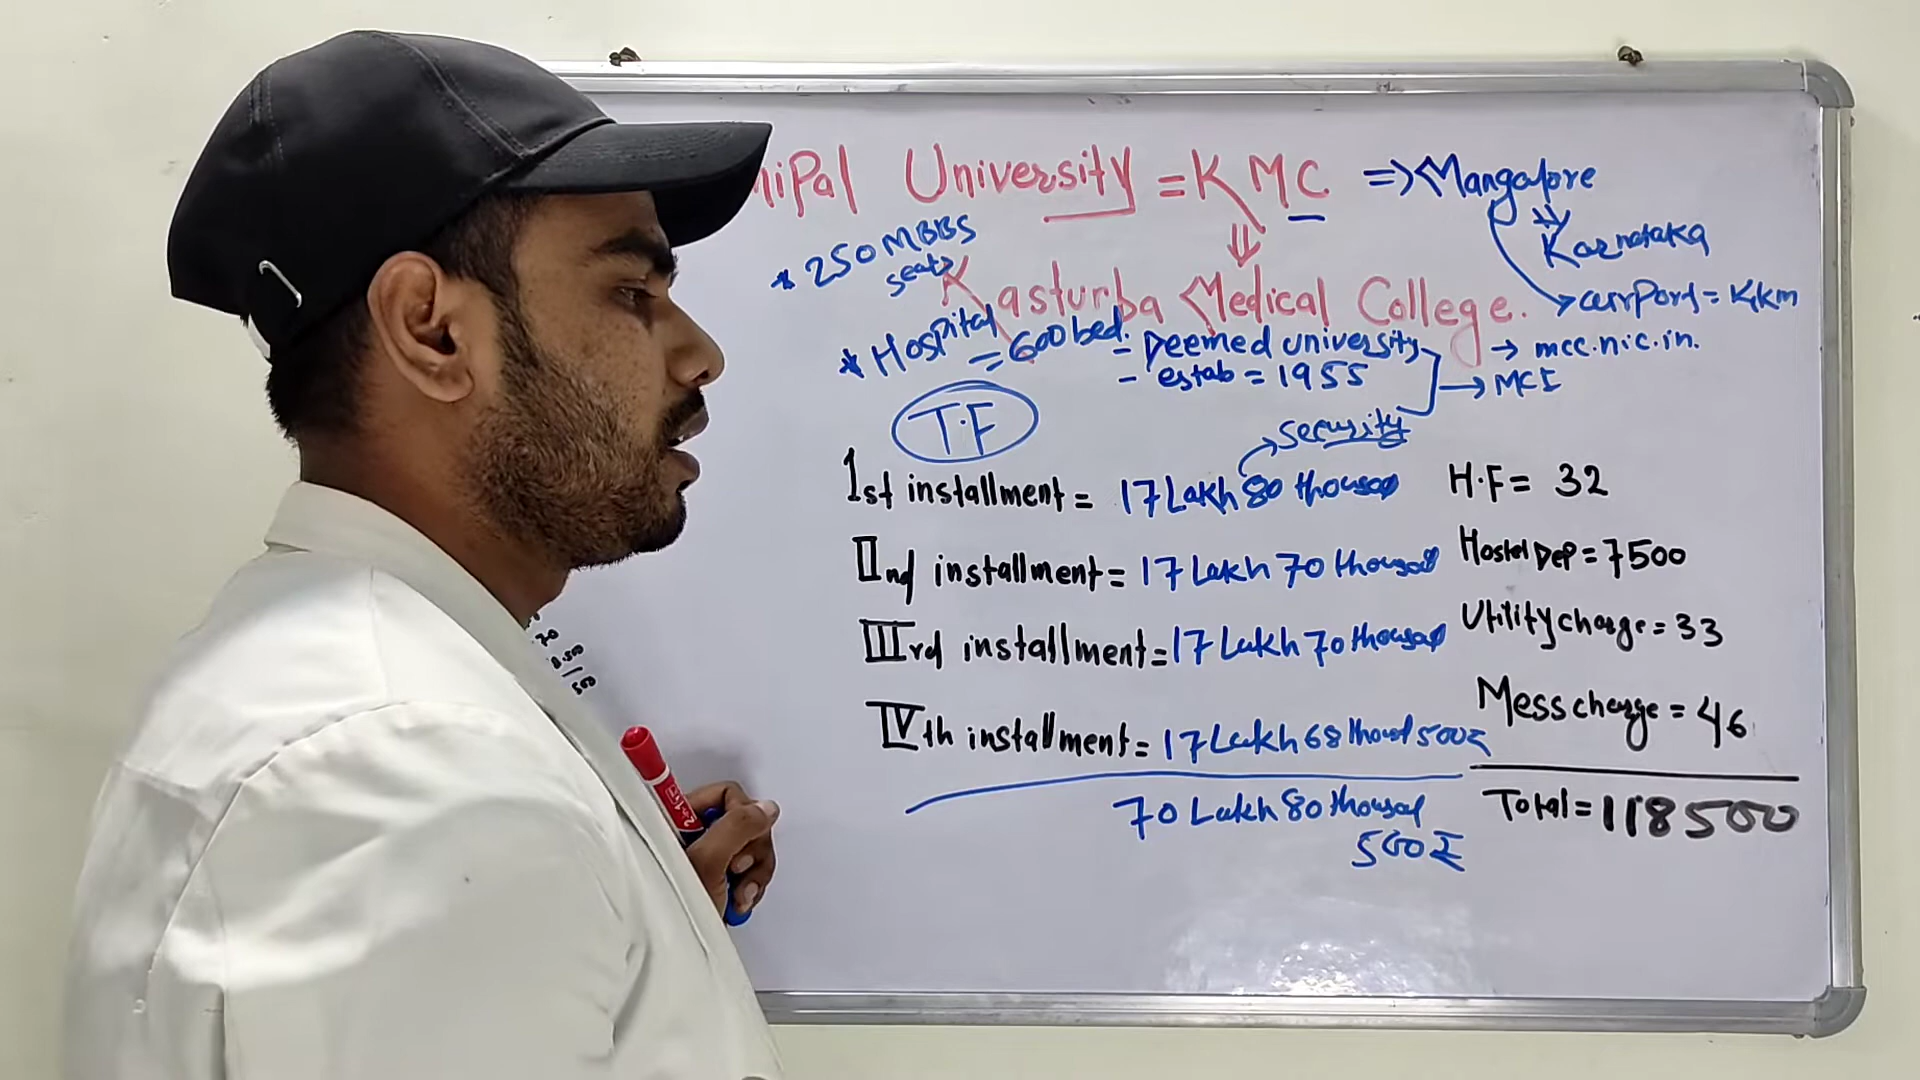 niPal University = KMC => Mangalore
Karnataka
* 250 MBBS
seats
Kasturba Medical College.
* Hospital = 600 bed.
- Deemed university
- estab = 1955
→ mcc.nic.in.
→ MCI
T.F
→ Security
1st installment = 17 Lakh 80 thousand
IInd installment = 17 Lakh 70 thousand
IIIrd installment = 17 Lakh 70 thousand
IVth installment = 17 Lakh 68 thousand 500₹
70 Lakh 80 thousand
500₹
H.F = 32
Hostel Dep = 7500
Utility charge = 33
Mess charge = 46
Total = 118500